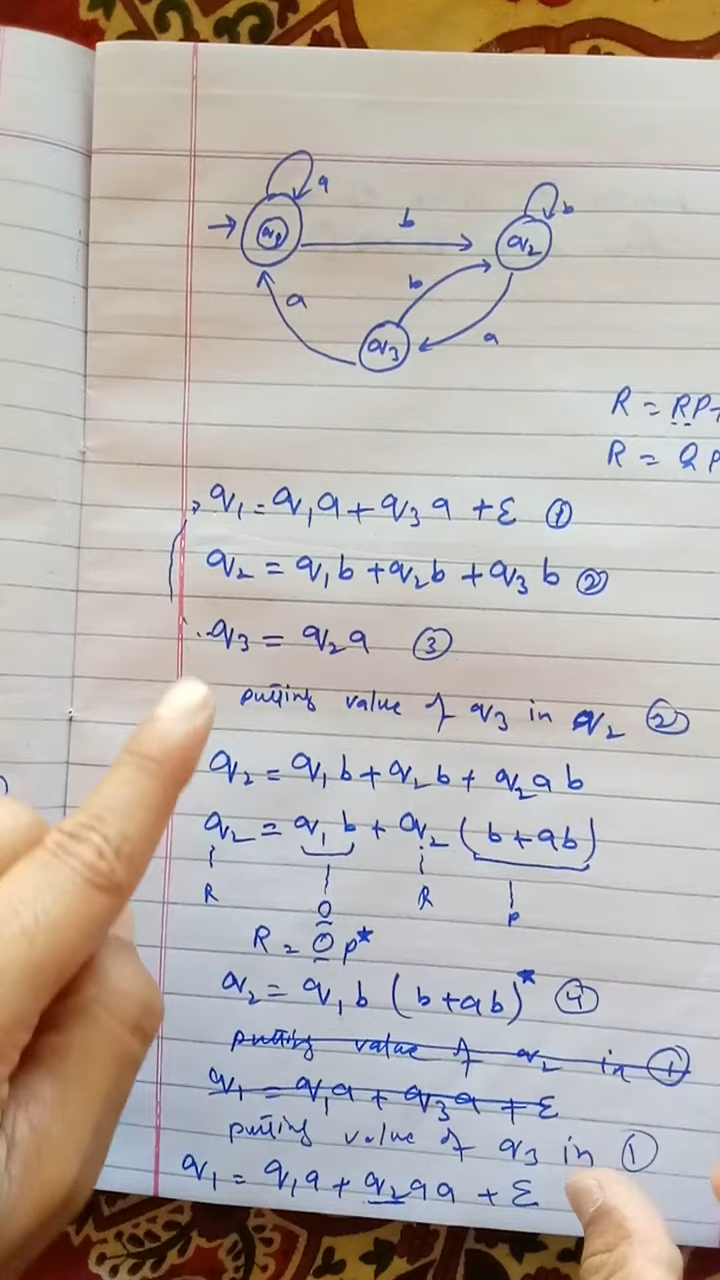 a
b
b
q1
q2
b
a
a
q3
R = RP+
R = QP
q1 = q1a + q3a + ε ①
q2 = q1b + q2b + q3b ②
q3 = q2a ③
putting value of q3 in q2 ②
q2 = q1b + q2b + q2ab
q2 = q1b + q2 (b+ab)
R Q R P
R = QP*
q2 = q1b (b+ab)* ④
putting value of q2 in ①
q1 = q1a + q3a + ε
putting value of q3 in ①
q1 = q1a + q2aa + ε